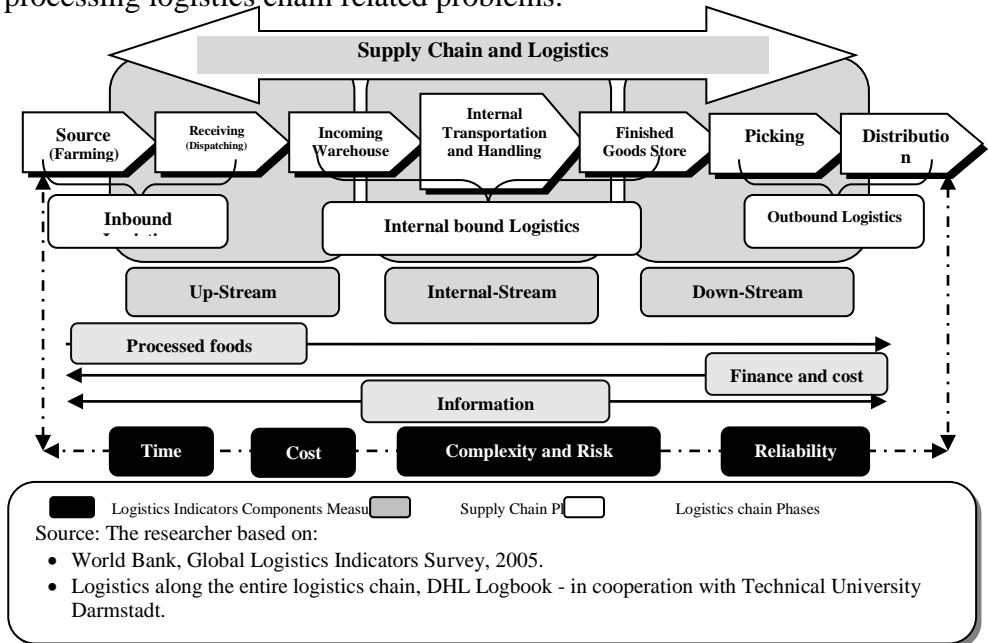 processing logistics chain related problems:
Supply Chain and Logistics
Source
(Farming)
Receiving
(Dispatching)
Incoming
Warehouse
Internal
Transportation
and Handling
Finished
Goods Store
Picking
Distributio
n
Inbound
Internal bound Logistics
Outbound Logistics
Up-Stream
Internal-Stream
Down-Stream
Processed foods
Finance and cost
Information
Time
Cost
Complexity and Risk
Reliability
Logistics Indicators Components Measu
Supply Chain Pl
Logistics chain Phases
Source: The researcher based on:
• World Bank, Global Logistics Indicators Survey, 2005.
• Logistics along the entire logistics chain, DHL Logbook - in cooperation with Technical University
Darmstadt.